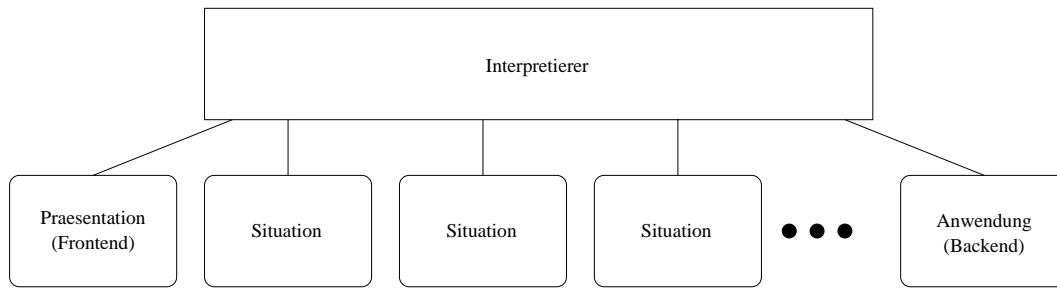 Interpretierer
Praesentation
(Frontend)
Situation
Situation
Situation
Anwendung
(Backend)